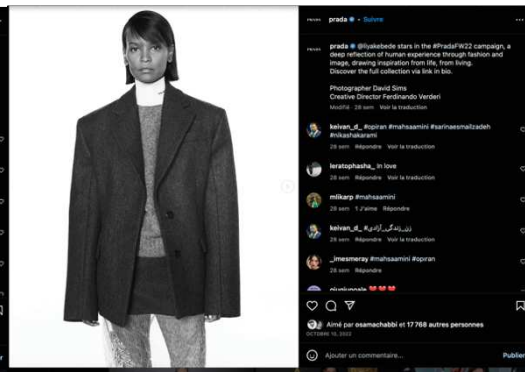 PRADA
prada • Suivre
PRADA
prada @liyakebede stars in the #PradaFW22 campaign, a
deep reflection of human experience through fashion and
image, drawing inspiration from life, from living.
Discover the full collection via link in bio.
Photographer David Sims
Creative Director Ferdinando Verderi
Modifié · 28 sem Voir la traduction
keivan_d_ #opiran #mahsaamini #sarinaesmailzadeh
#nikashakarami
28 sem Répondre Voir la traduction
leratophasha_ In love
28 sem Répondre Voir la traduction
mlikarp #mahsaamini
28 sem 1 J'aime Répondre
keivan_d_ #زن_زندگی_آزادی
28 sem Répondre Voir la traduction
_imesmeray #mahsaamini #opiran
28 sem Répondre
Aimé par osamachabbi et 17 768 autres personnes
OCTOBRE 10, 2022
Ajouter un commentaire...
Publier